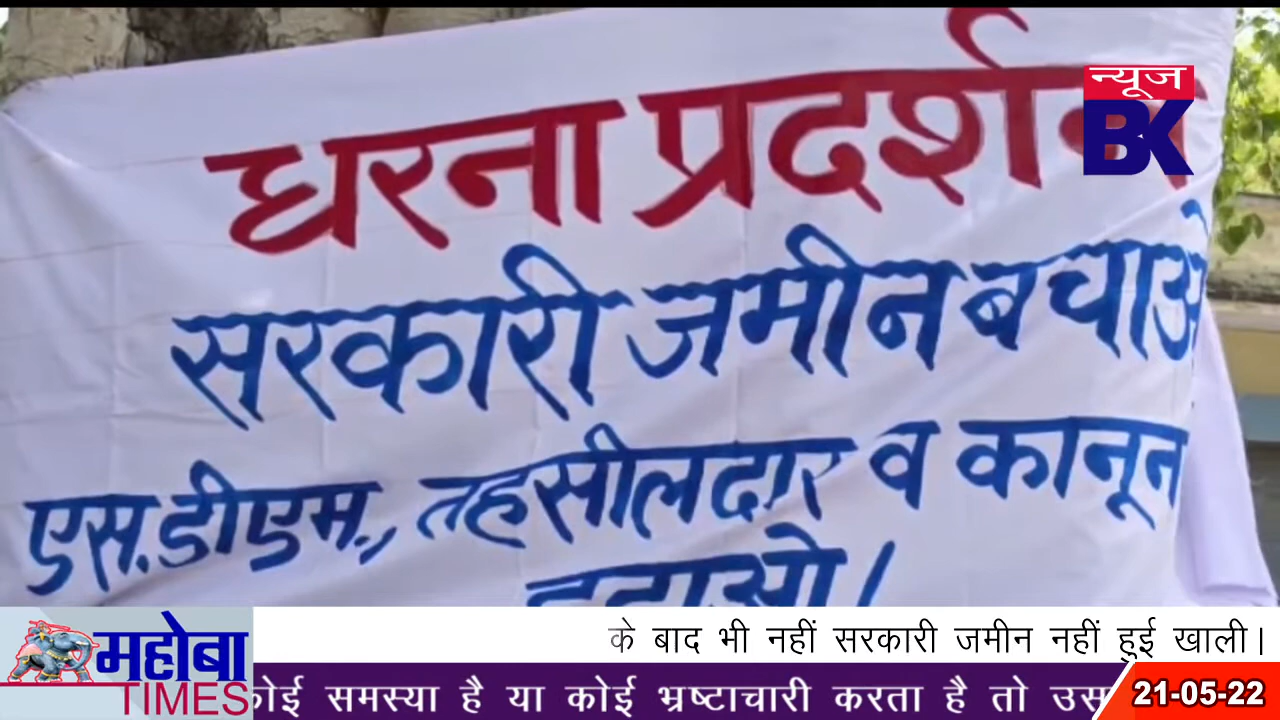 धरना प्रदर्शन
न्यूज
BK
सरकारी जमीन बचाओ
एस.डीएम., तहसीलदार व कानून
के बाद भी नहीं सरकारी जमीन नहीं हुई खाली।
महोबा
TIMES
कोई समस्या है या कोई भ्रष्टाचारी करता है तो उस
21-05-22